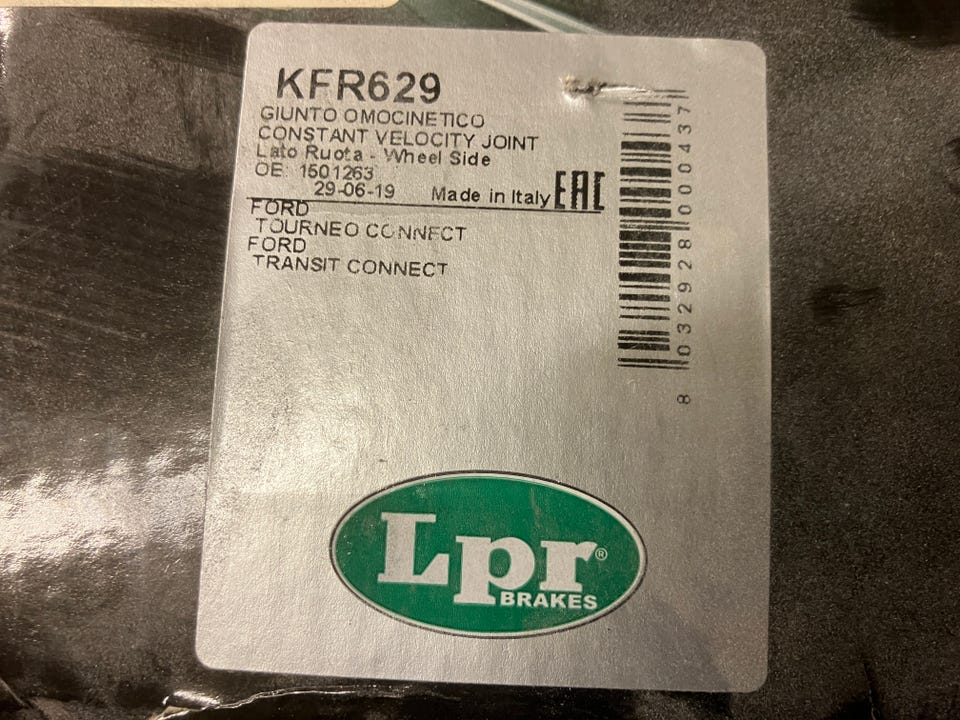 KFR629
GIUNTO OMOCINETICO
CONSTANT VELOCITY JOINT
Lato Ruota - Wheel Side
OE: 1501263
29-06-19 Made in Italy EAC
FORD
TOURNEO CONNECT
FORD
TRANSIT CONNECT
8 032928 000437
Lpr®
BRAKES